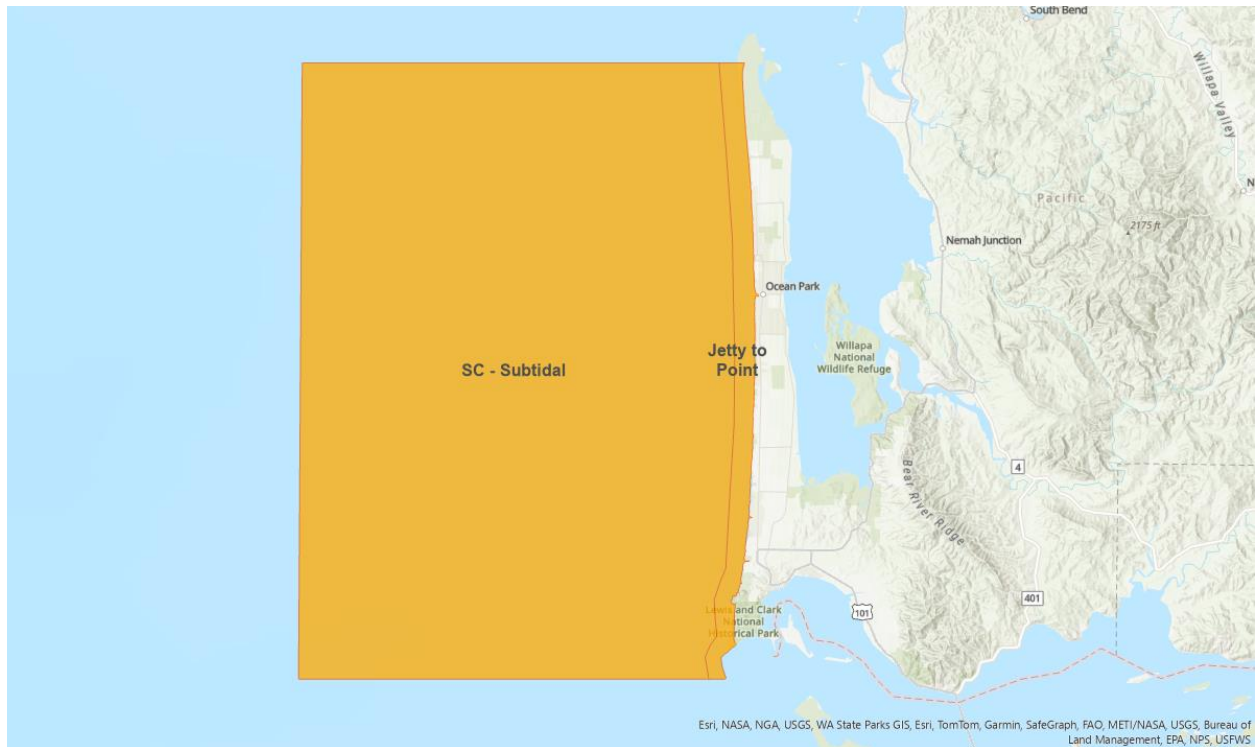 South Bend
Willapa Valley
N
Pacific
2175 ft
Nemah Junction
Ocean Park
Jetty to
Point
SC - Subtidal
Willapa
National
Wildlife Refuge
4
Bear River Ridge
401
101
Lewis and Clark
National
Historical Park
Esri, NASA, NGA, USGS, WA State Parks GIS, Esri, TomTom, Garmin, SafeGraph, FAO, METI/NASA, USGS, Bureau of
Land Management, EPA, NPS, USFWS